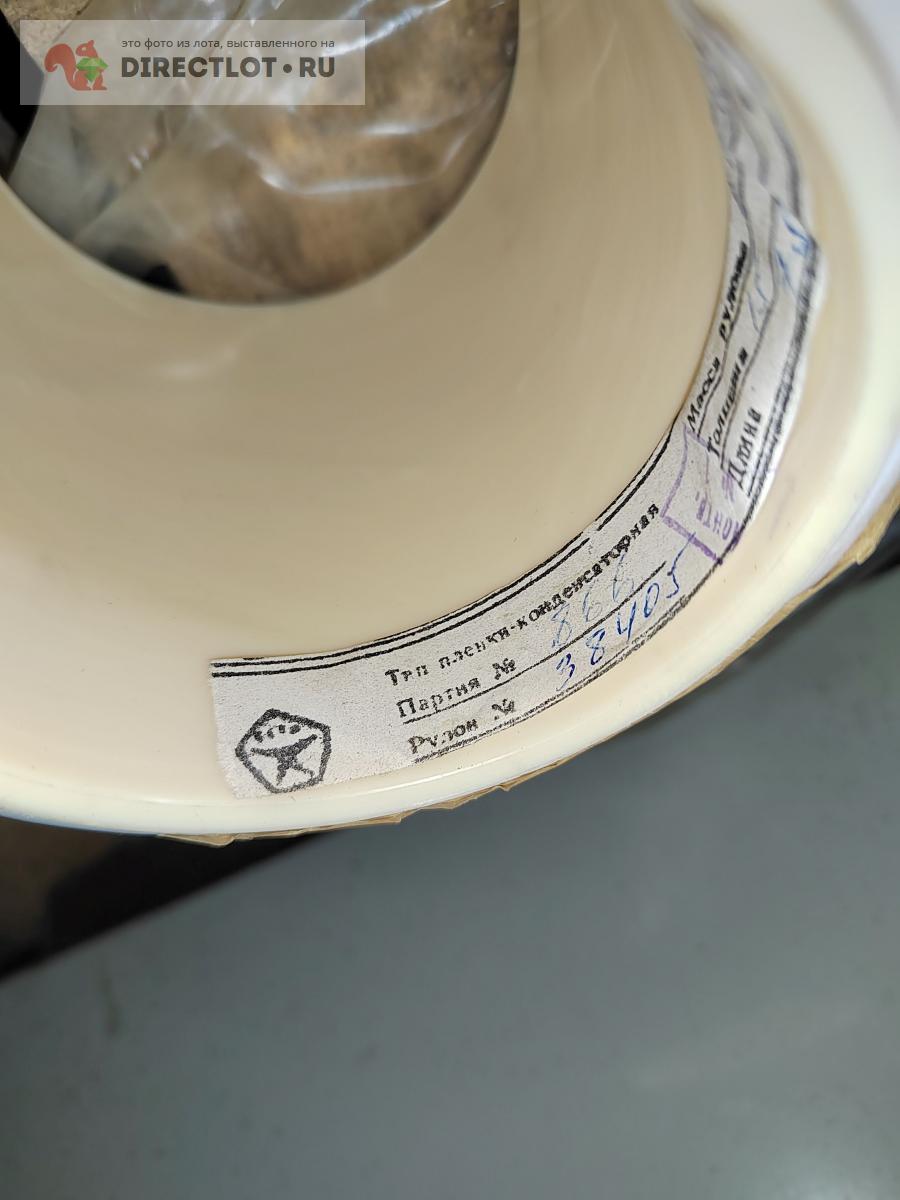 это фото из лота, выставленного на
DIRECTLOT.RU
Тип пленки-конденсаторная
Партия № 866
Рулон № 38405
Масса рулона
Толщина
Длина